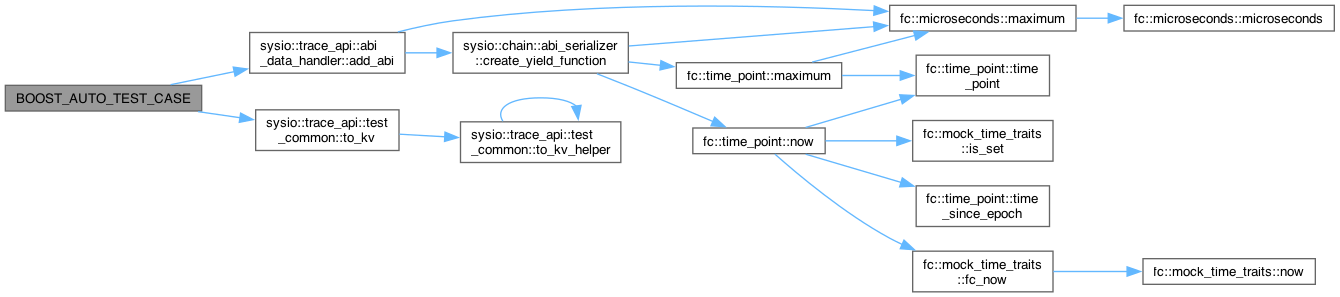 BOOST_AUTO_TEST_CASE
sysio::trace_api::abi
_data_handler::add_abi
sysio::trace_api::test
_common::to_kv
sysio::chain::abi_serializer
::create_yield_function
sysio::trace_api::test
_common::to_kv_helper
fc::time_point::maximum
fc::time_point::now
fc::microseconds::maximum
fc::time_point::time
_point
fc::mock_time_traits
::is_set
fc::time_point::time
_since_epoch
fc::mock_time_traits
::fc_now
fc::microseconds::microseconds
fc::mock_time_traits::now